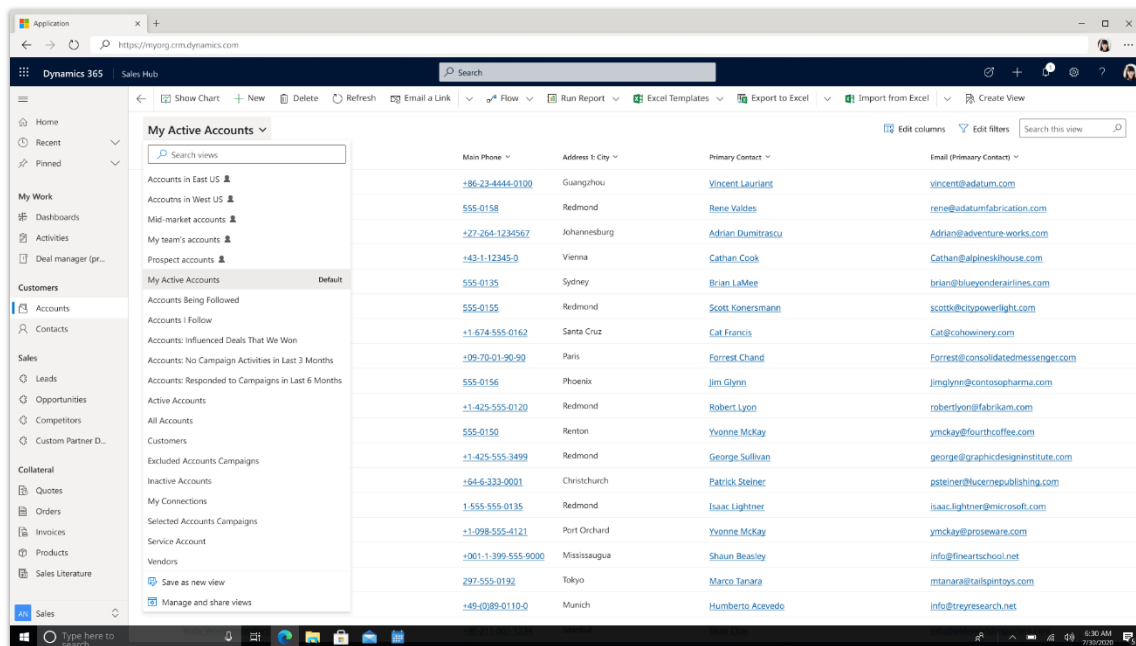 Application
https://myorg.crm.dynamics.com
Dynamics 365 Sales Hub
Search
1
Show Chart New Delete Refresh Email a Link Flow Run Report Excel Templates Export to Excel Import from Excel Create View
Home
Recent
Pinned
My Work
Dashboards
Activities
Deal manager (pr...
Customers
Accounts
Contacts
Sales
Leads
Opportunities
Competitors
Custom Partner D...
Collateral
Quotes
Orders
Invoices
Products
Sales Literature
AN Sales
My Active Accounts
Edit columns Edit filters Search this view
Search views
Accounts in East US
Accoutns in West US
Mid-market accounts
My team's accounts
Prospect accounts
My Active Accounts Default
Accounts Being Followed
Accounts I Follow
Accounts: Influenced Deals That We Won
Accounts: No Campaign Activities in Last 3 Months
Accounts: Responded to Campaigns in Last 6 Months
Active Accounts
All Accounts
Customers
Excluded Accounts Campaigns
Inactive Accounts
My Connections
Selected Accounts Campaigns
Service Account
Vendors
Save as new view
Manage and share views
Main Phone Address 1: City Primary Contact Email (Primaary Contact)
+86-23-4444-0100 Guangzhou Vincent Lauriant vincent@adatum.com
555-0158 Redmond Rene Valdes rene@adatumfabrication.com
+27-264-1234567 Johannesburg Adrian Dumitrascu Adrian@adventure-works.com
+43-1-12345-0 Vienna Cathan Cook Cathan@alpineskihouse.com
555-0135 Sydney Brian LaMee brian@blueyonderairlines.com
555-0155 Redmond Scott Konersmann scottk@citypowerlight.com
+1-674-555-0162 Santa Cruz Cat Francis Cat@cohowinery.com
+09-70-01-90-90 Paris Forrest Chand Forrest@consolidatedmessenger.com
555-0156 Phoenix Jim Glynn Jimglynn@contosopharma.com
+1-425-555-0120 Redmond Robert Lyon robertlyon@fabrikam.com
555-0150 Renton Yvonne McKay ymckay@fourthcoffee.com
+1-425-555-3499 Redmond George Sullivan george@graphicdesigninstitute.com
+64-6-333-0001 Christchurch Patrick Steiner psteiner@lucernepublishing.com
1-555-555-0135 Redmond Isaac Lightner isaac.lightner@microsoft.com
+1-098-555-4121 Port Orchard Yvonne McKay ymckay@proseware.com
+001-1-399-555-9000 Mississaugua Shaun Beasley info@fineartschool.net
297-555-0192 Tokyo Marco Tanara mtanara@tailspintoys.com
+49-(0)89-0110-0 Munich Humberto Acevedo info@treyresearch.net
Type here to search
6:30 AM
7/30/2020